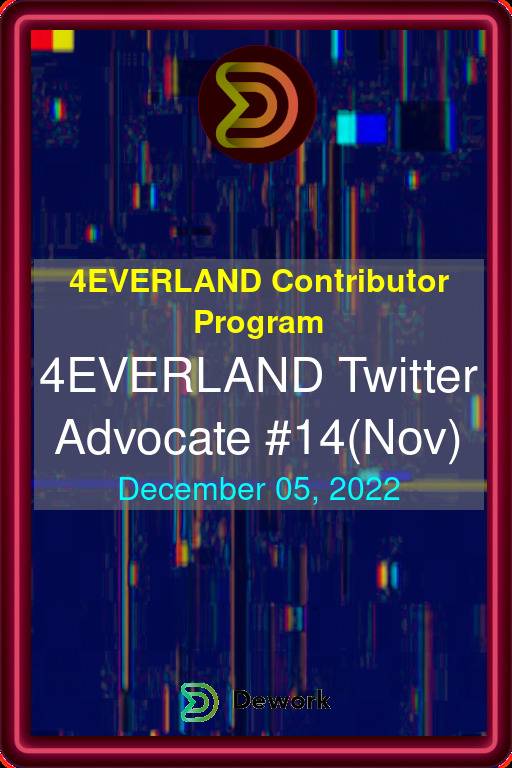 4EVERLAND Contributor
Program
4EVERLAND Twitter
Advocate #14(Nov)
December 05, 2022
Dework